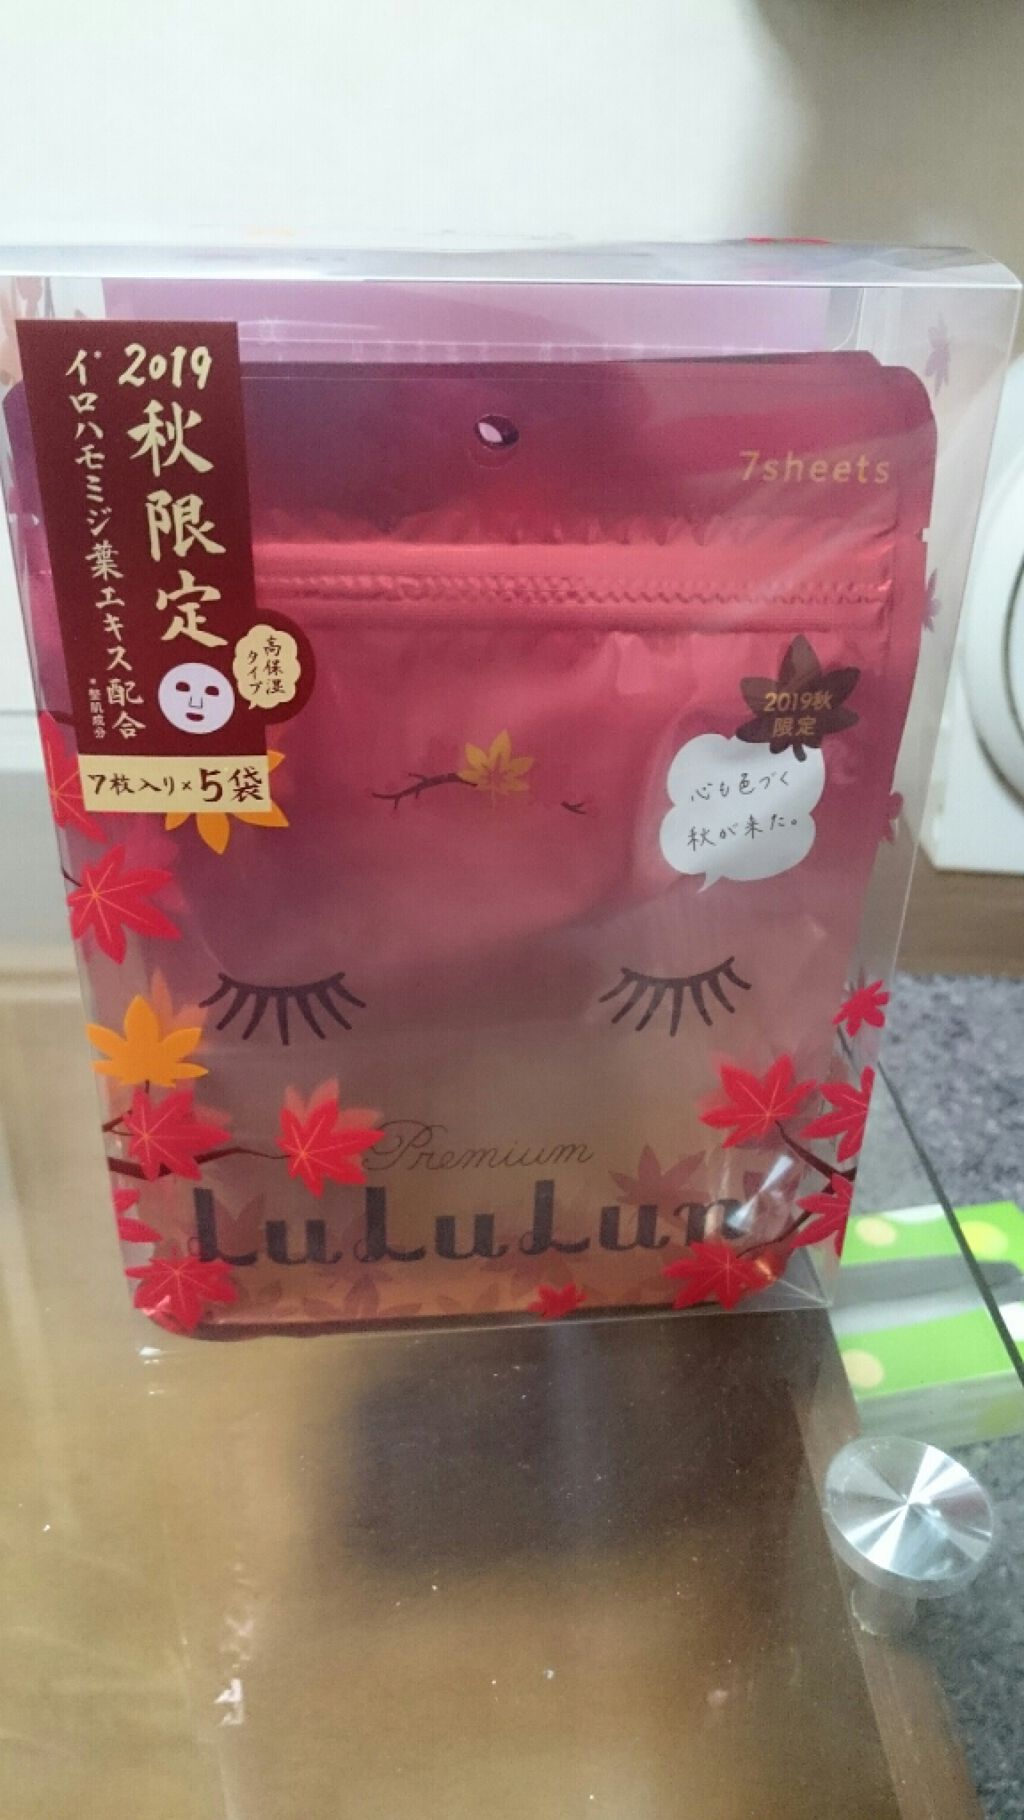 2019
秋限定
イ*ロハモミジ葉エキス配合
*整肌成分
高保湿
タイプ
7枚入り×5袋
7sheets
2019秋
限定
心も色づく
秋が来た。
Premium
LuLuLun